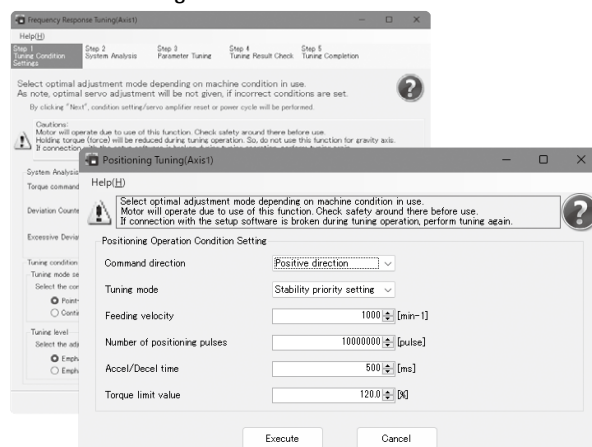 Frequency Response Tuning(Axis1)
Help(H)
Step 1
Tuning Condition
Settings
Step 2
System Analysis
Step 3
Parameter Tuning
Step 4
Tuning Result Check
Step 5
Tuning Completion
Select optimal adjustment mode depending on machine condition in use.
As note, optimal servo adjustment will not be given, if incorrect conditions are set.
By clicking "Next", condition setting/servo amplifier reset or power cycle will be performed.
Cautions:
Motor will operate due to use of this function. Check safety around there before use.
Holding torque (force) will be reduced during tuning operation. So, do not use this function for gravity axis.
If connection
System Analysis
Torque command
Deviation Counte
Excessive Devia
Tuning condition
Tuning mode se
Select the con
Point-
Conti
Tuning level
Select the adj
Emph
Emph
Positioning Tuning(Axis1)
Help(H)
Select optimal adjustment mode depending on machine condition in use.
Motor will operate due to use of this function. Check safety around there before use.
If connection with the setup software is broken during tuning operation, perform tuning again.
Positioning Operation Condition Setting
Command direction Positive direction
Tuning mode Stability priority setting
Feeding velocity 1000 [min-1]
Number of positioning pulses 10000000 [pulse]
Accel/Decel time 500 [ms]
Torque limit value 120.0 [%]
Execute Cancel